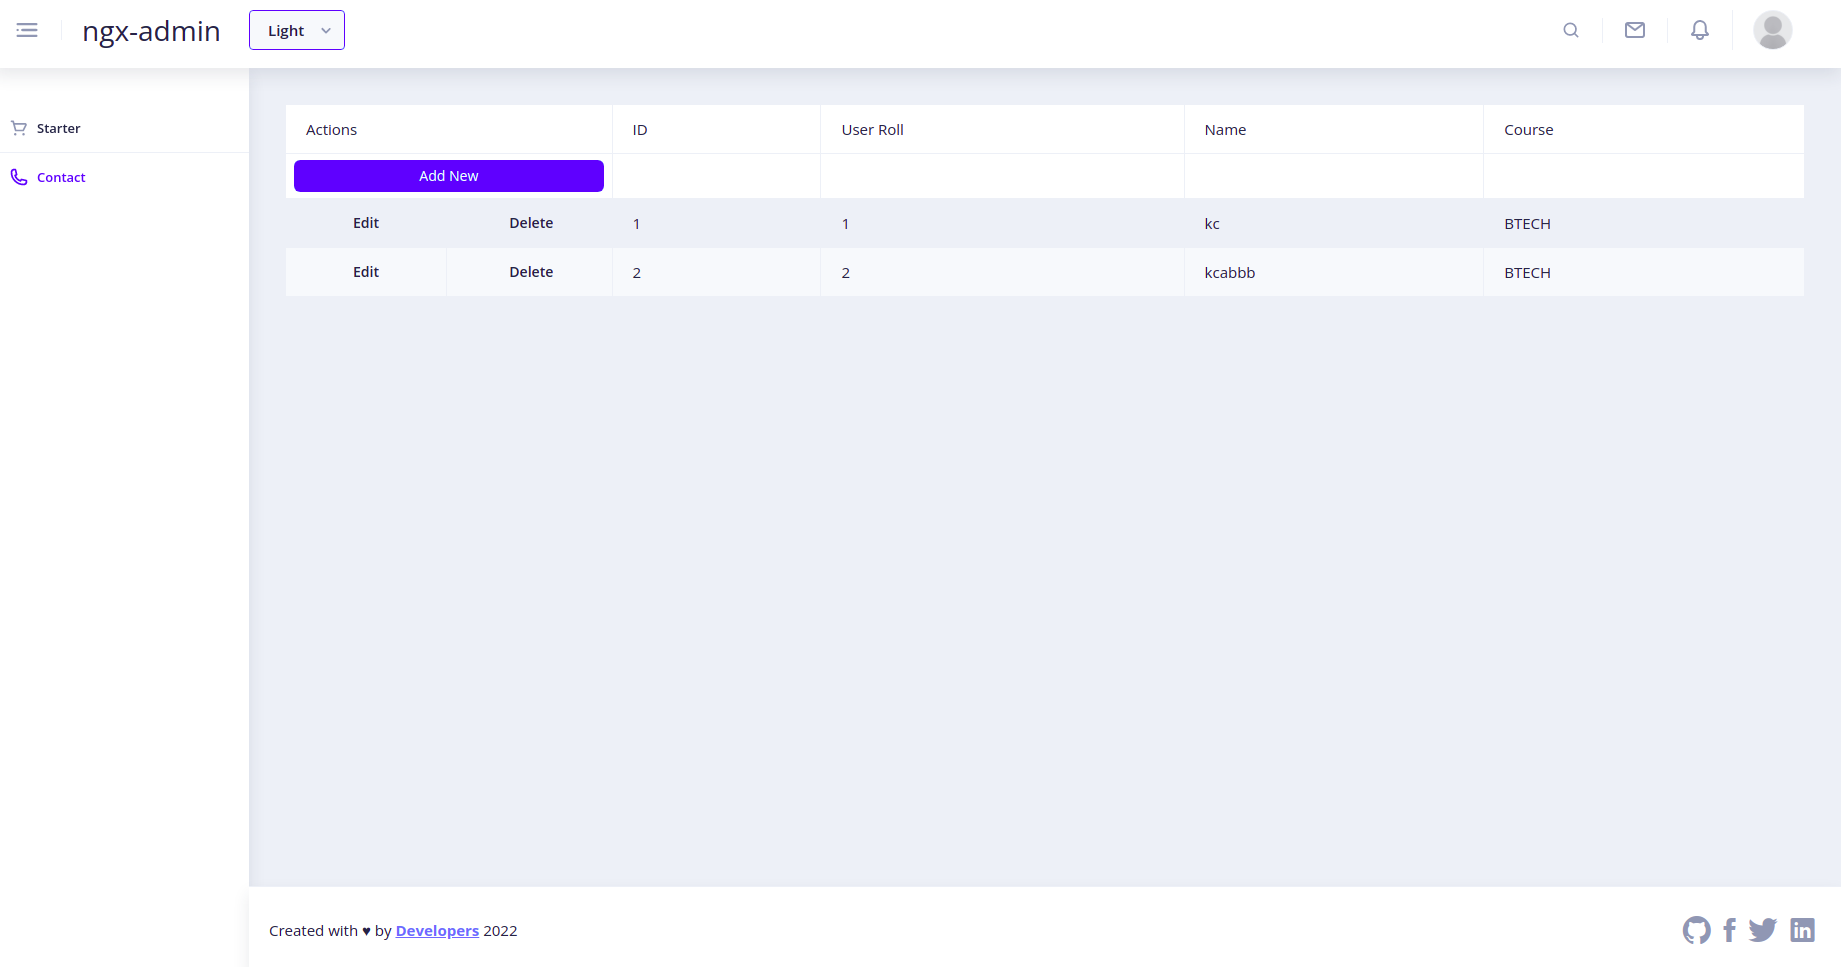 ngx-admin
Light
Starter
Contact
Actions ID User Roll Name Course
Add New
Edit Delete 1 1 kc BTECH
Edit Delete 2 2 kcabbb BTECH
Created with ♥ by Developers 2022